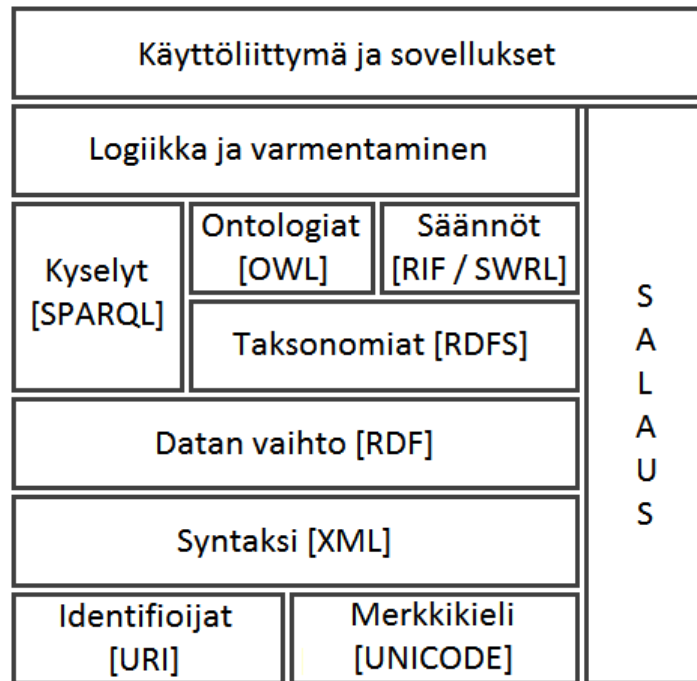 Käyttöliittymä ja sovellukset
Logiikka ja varmentaminen
Kyselyt
[SPARQL]
Ontologiat
[OWL]
Säännöt
[RIF / SWRL]
Taksonomiat [RDFS]
Datan vaihto [RDF]
Syntaksi [XML]
Identifioijat
[URI]
Merkkikieli
[UNICODE]
S
A
L
A
U
S